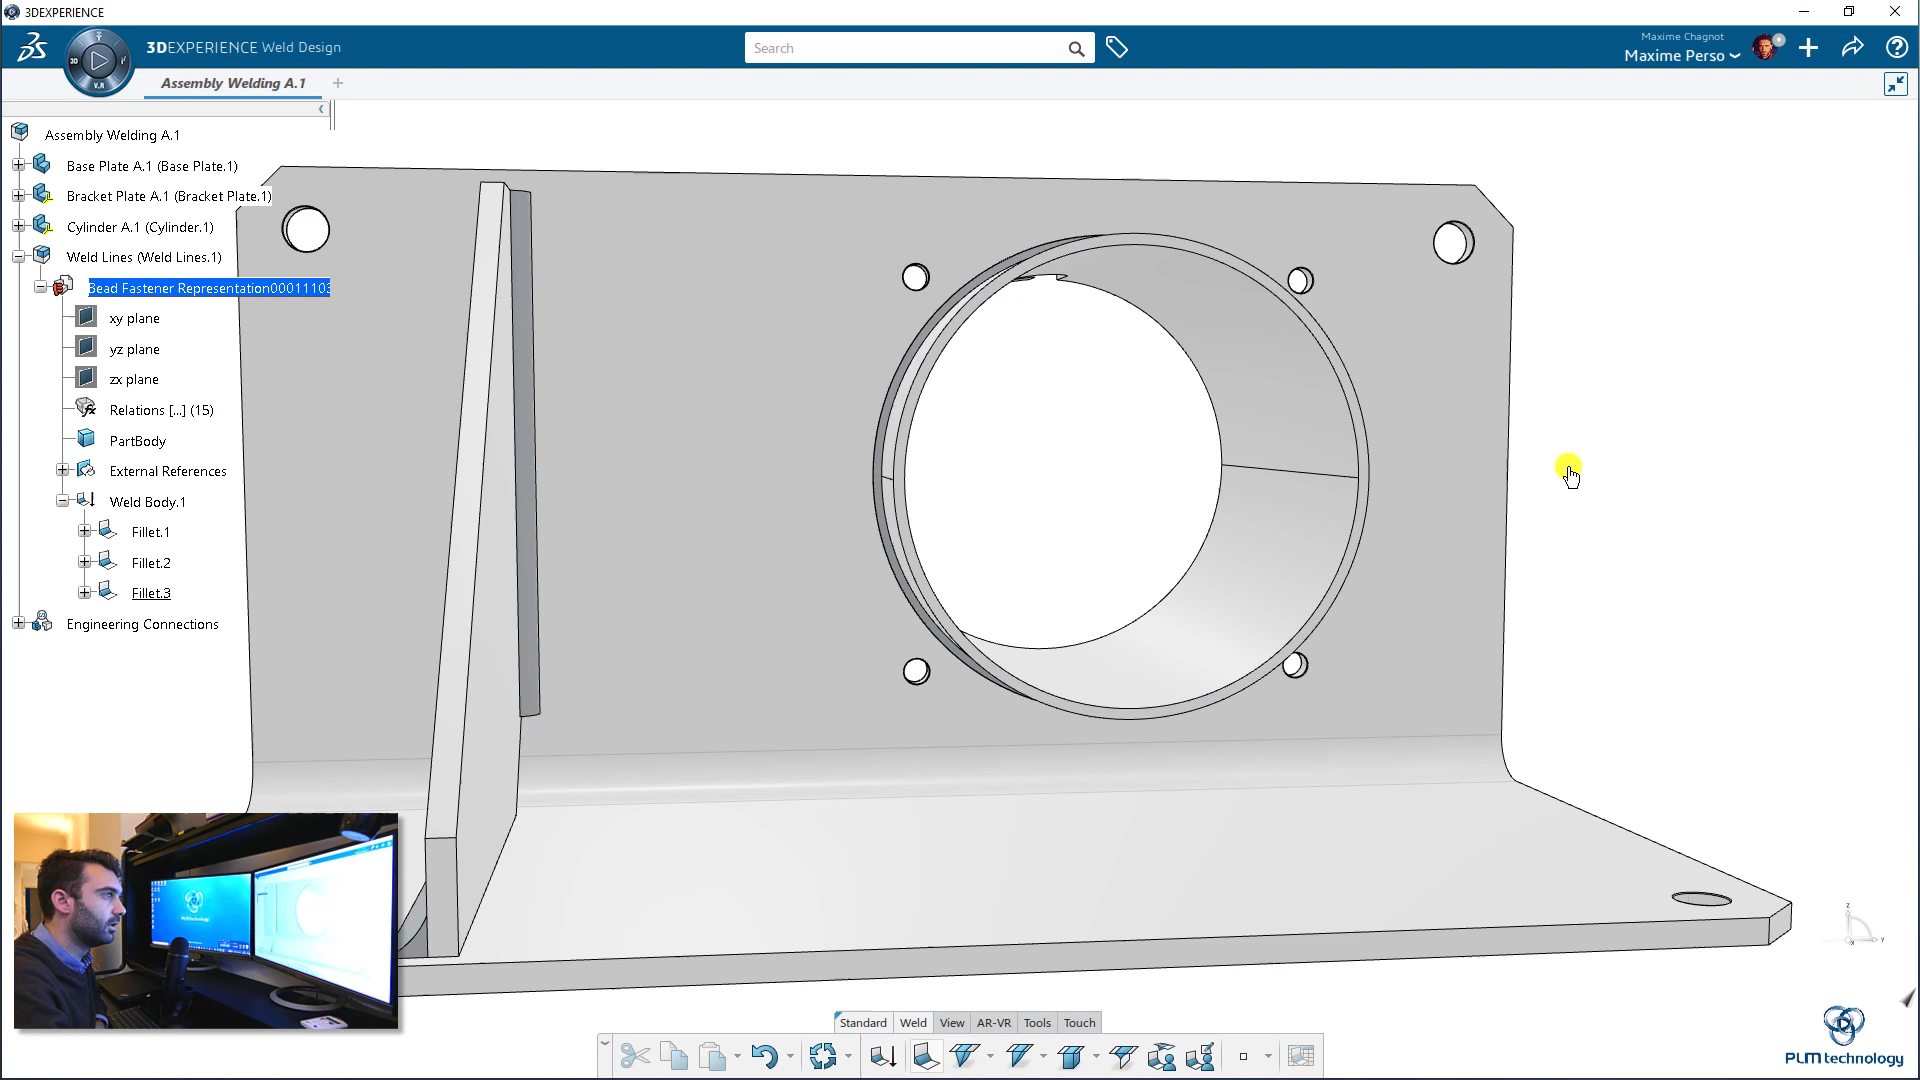 3DEXPERIENCE
3DEXPERIENCE Weld Design
Search
Maxime Chagnot
Maxime Perso
3D
V.R
Assembly Welding A.1
Assembly Welding A.1
Base Plate A.1 (Base Plate.1)
Bracket Plate A.1 (Bracket Plate.1)
Cylinder A.1 (Cylinder.1)
Weld Lines (Weld Lines.1)
Bead Fastener Representation00011103
xy plane
yz plane
zx plane
Relations [...] (15)
PartBody
External References
Weld Body.1
Fillet.1
Fillet.2
Fillet.3
Engineering Connections
z
x
y
Standard
Weld
View
AR-VR
Tools
Touch
PLM technology